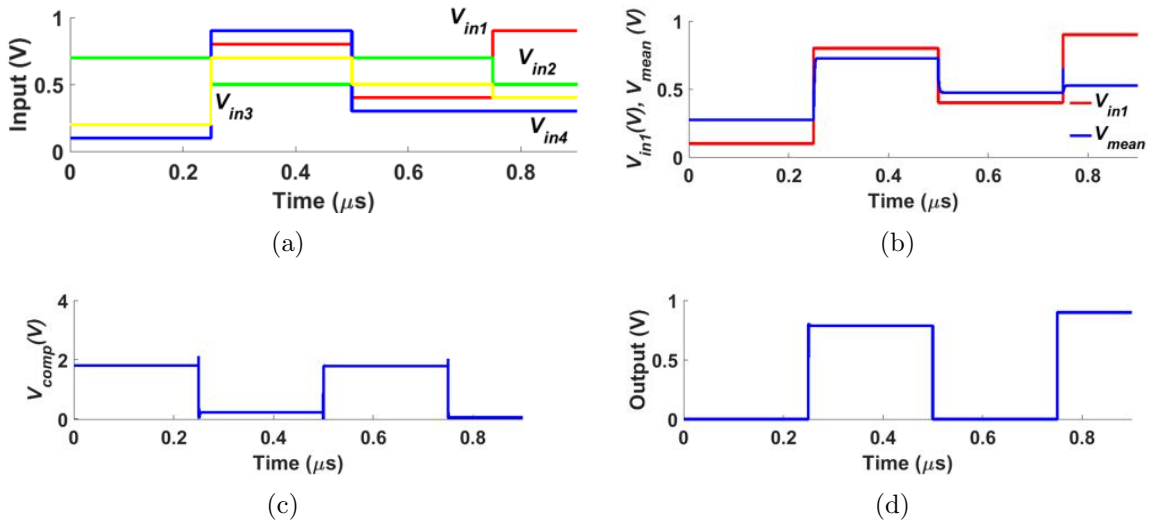 Input (V)
1
0.5
0
V_in1
V_in2
V_in3
V_in4
0 0.2 0.4 0.6 0.8
Time (μs)
(a)
V_in1(V), V_mean (V)
1
0.5
0
V_in1
V_mean
0 0.2 0.4 0.6 0.8
Time (μs)
(b)
V_comp(V)
4
2
0
0 0.2 0.4 0.6 0.8
Time (μs)
(c)
Output (V)
1
0.5
0
0 0.2 0.4 0.6 0.8
Time (μs)
(d)